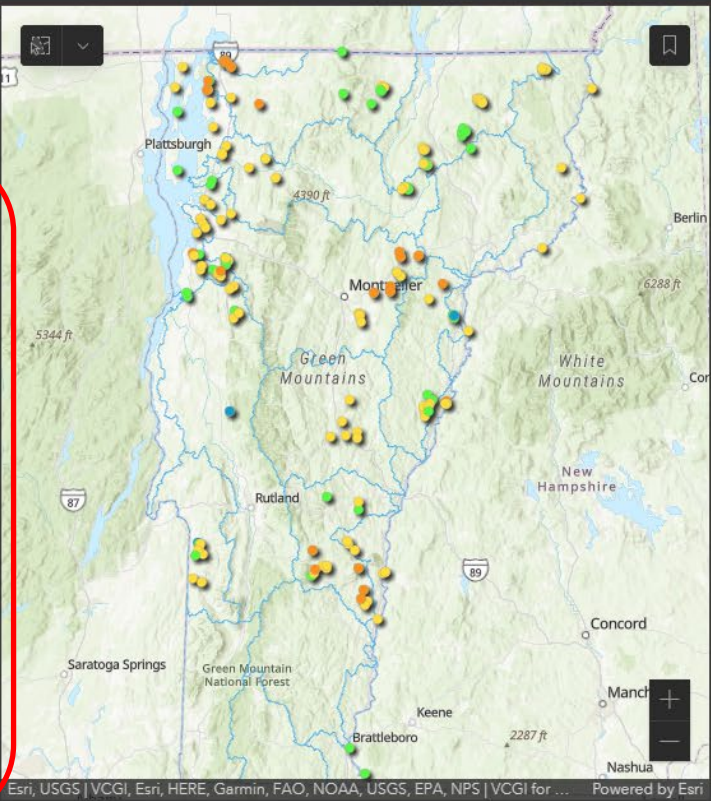 89
11
Plattsburgh
4390 ft
Berlin
Montpelier
6288 ft
5344 ft
Green
Mountains
White
Mountains
Cor
New
Hampshire
87
Rutland
89
Concord
Saratoga Springs
Green Mountain
National Forest
Manch
Keene
Brattleboro
2287 ft
Nashua
Esri, USGS | VCGI, Esri, HERE, Garmin, FAO, NOAA, USGS, EPA, NPS | VCGI for ... Powered by Esri